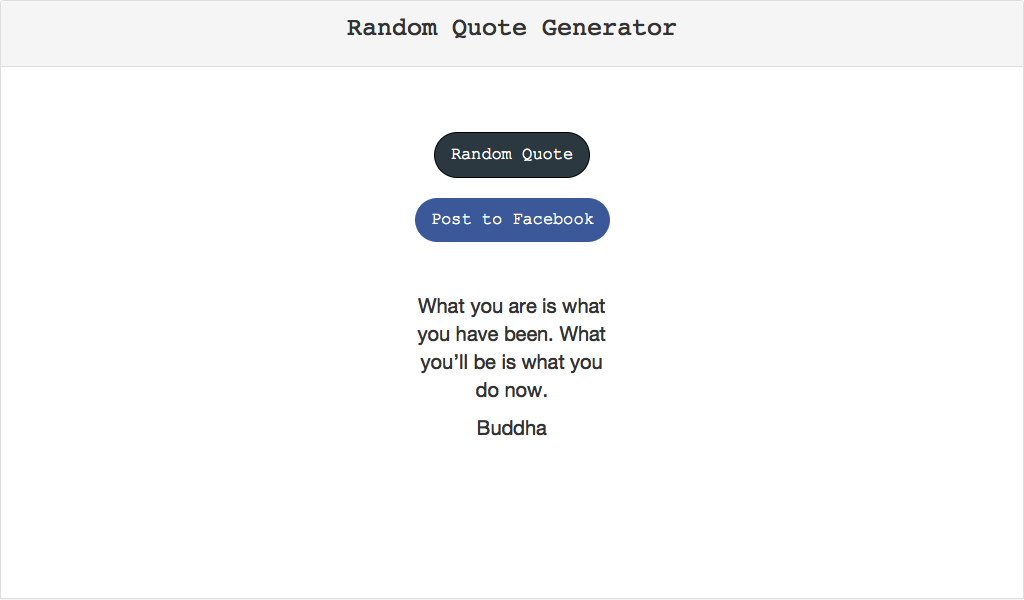 Random Quote Generator
Random Quote
Post to Facebook
What you are is what
you have been. What
you’ll be is what you
do now.
Buddha